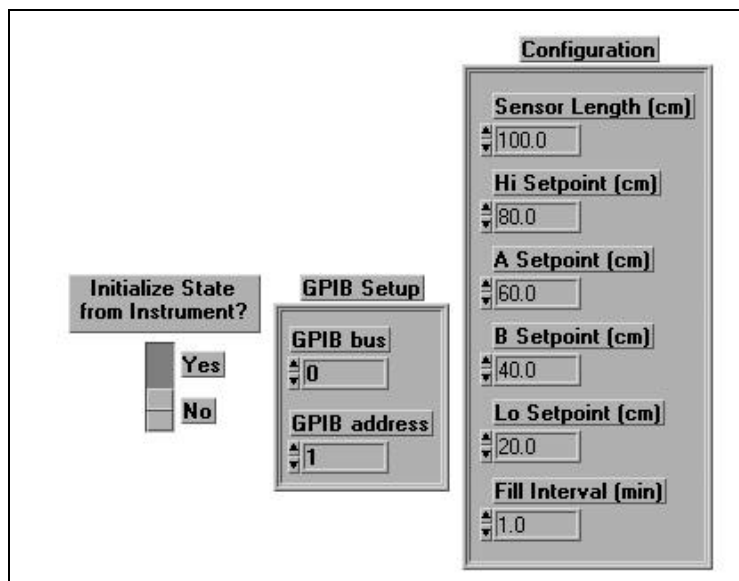 Initialize State
from Instrument?
Yes
No
GPIB Setup
GPIB bus
0
GPIB address
1
Configuration
Sensor Length (cm)
100.0
Hi Setpoint (cm)
80.0
A Setpoint (cm)
60.0
B Setpoint (cm)
40.0
Lo Setpoint (cm)
20.0
Fill Interval (min)
1.0